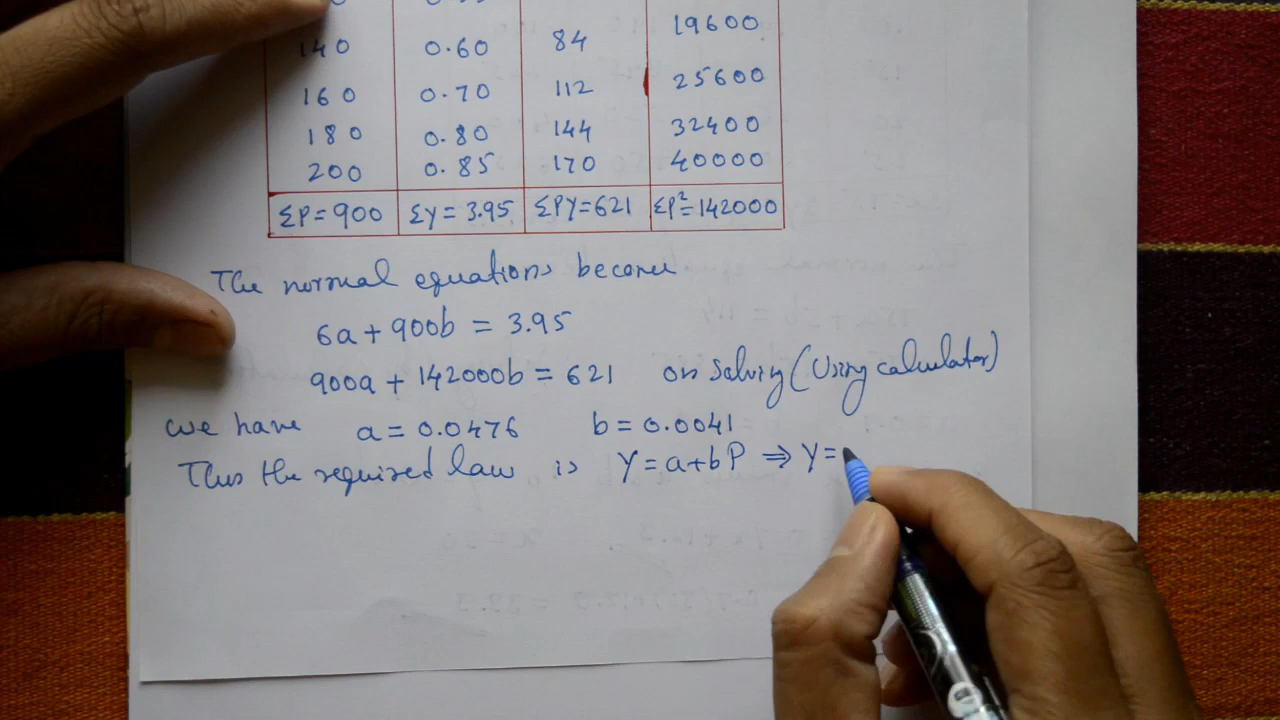 140 0.60 84 19600
160 0.70 112 25600
180 0.80 144 32400
200 0.85 170 40000
ΣP=900 Σy=3.95 ΣPY=621 ΣP²=142000
The normal equations become
6a+900b = 3.95
900a + 142000b = 621 on Solving (Using calculator)
we have a = 0.0476 b = 0.0041
Thus the required law is Y = a+bP ⇒ Y =